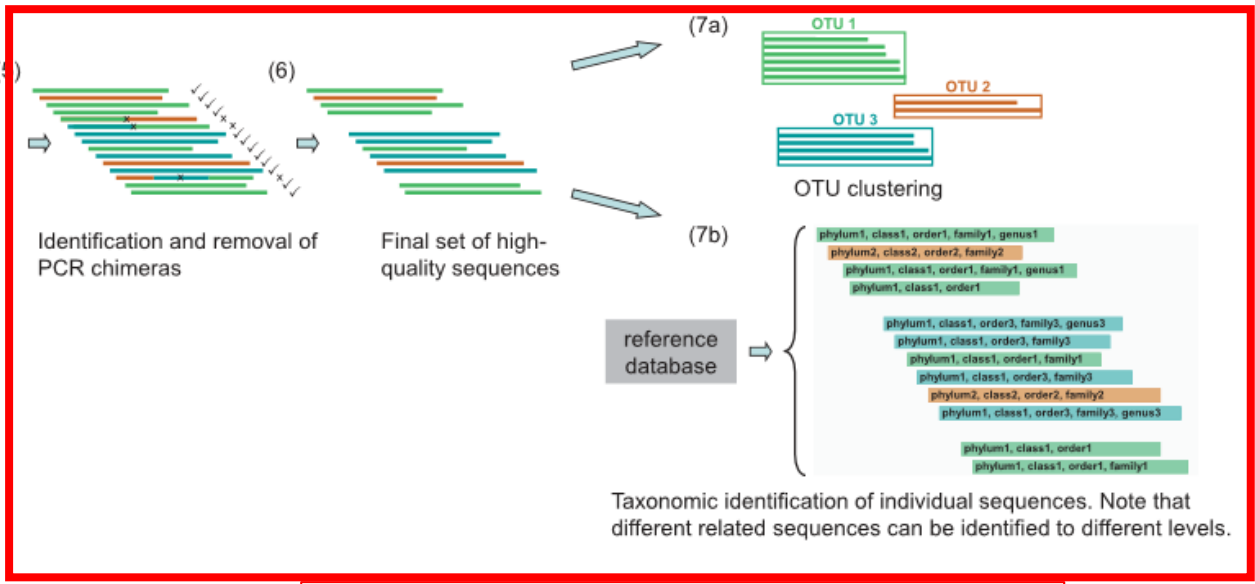 (5)
(6)
Identification and removal of
PCR chimeras
Final set of high-
quality sequences
(7a)
OTU 1
OTU 2
OTU 3
OTU clustering
(7b)
reference
database
phylum1, class1, order1, family1, genus1
phylum2, class2, order2, family2
phylum1, class1, order1, family1, genus1
phylum1, class1, order1
phylum1, class1, order3, family3, genus3
phylum1, class1, order3, family3
phylum1, class1, order1, family1
phylum1, class1, order3, family3
phylum2, class2, order2, family2
phylum1, class1, order3, family3, genus3
phylum1, class1, order1
phylum1, class1, order1, family1
Taxonomic identification of individual sequences. Note that
different related sequences can be identified to different levels.